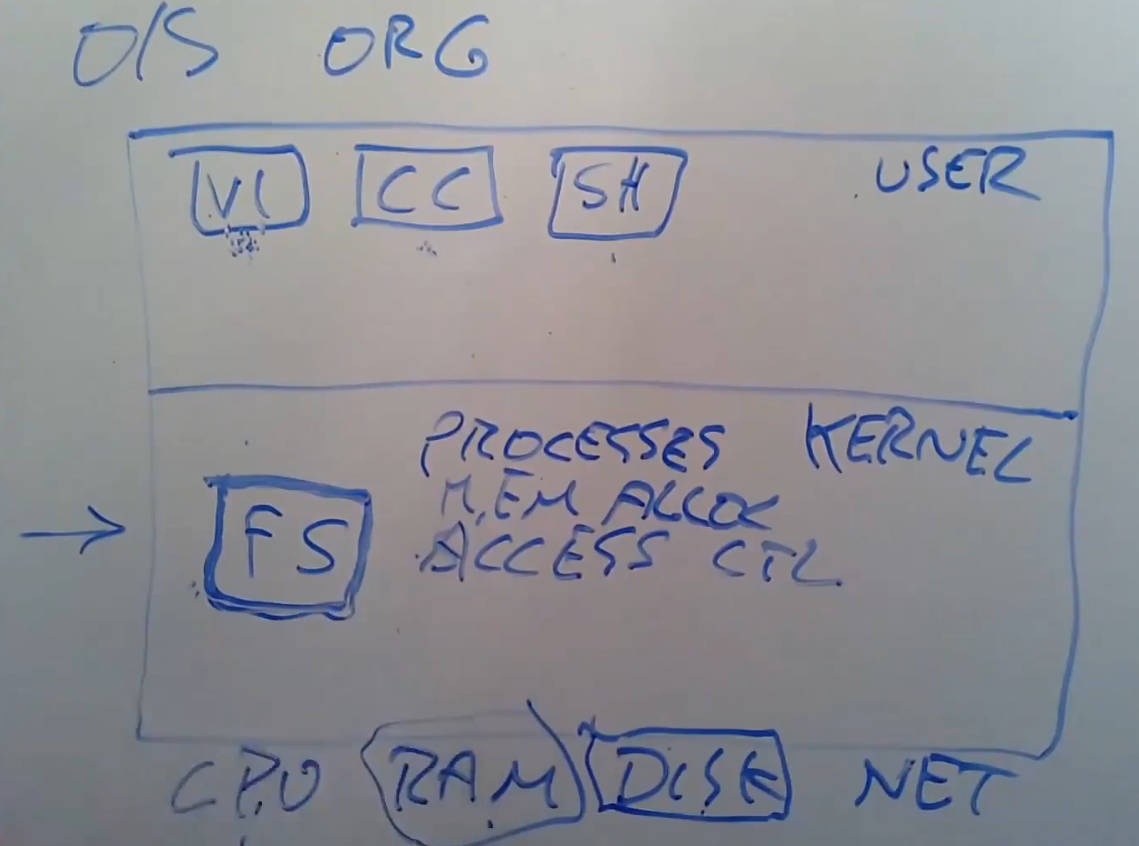 O/S ORG
VI CC SH USER
PROCESSES KERNEL
MEM ALLOC
FS ACCESS CTL
CPU RAM DISK NET